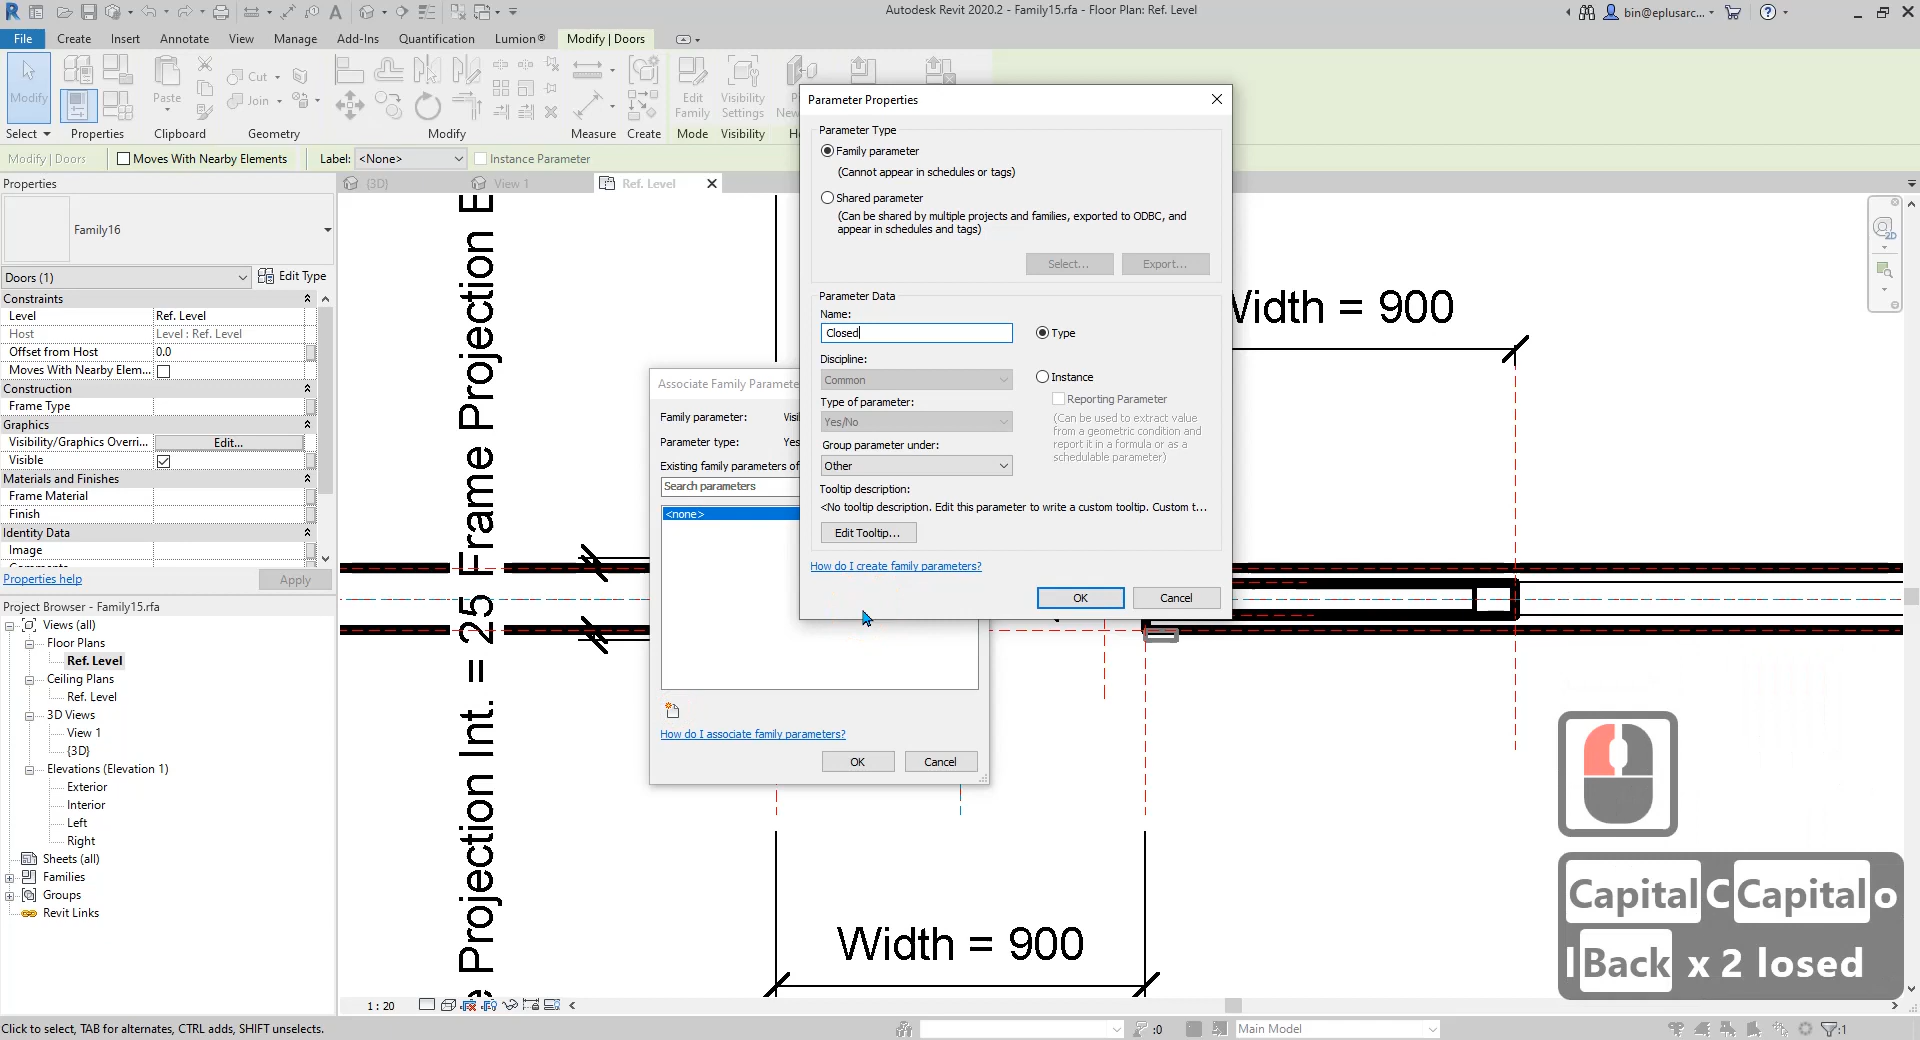 Autodesk Revit 2020.2 - Family15.rfa - Floor Plan: Ref. Level
bin@eplusarc...
File Create Insert Annotate View Manage Add-Ins Quantification Lumion® Modify | Doors
Modify Paste Cut Join Edit Family Visibility Settings
Select Properties Clipboard Geometry Modify Measure Create Mode Visibility
Modify | Doors Moves With Nearby Elements Label: <None> Instance Parameter
Properties
{3D} View 1 Ref. Level
Family16
Doors (1) Edit Type
Constraints
Level Ref. Level
Host Level : Ref. Level
Offset from Host 0.0
Moves With Nearby Elem...
Construction
Frame Type
Graphics
Visibility/Graphics Overri... Edit...
Visible
Materials and Finishes
Frame Material
Finish
Identity Data
Image
Properties help Apply
Project Browser - Family15.rfa
Views (all)
Floor Plans
Ref. Level
Ceiling Plans
Ref. Level
3D Views
View 1
{3D}
Elevations (Elevation 1)
Exterior
Interior
Left
Right
Sheets (all)
Families
Groups
Revit Links
Projection Int. = 25 Frame Projection E
Associate Family Paramete
Family parameter: Visi
Parameter type: Yes
Existing family parameters of
Search parameters
<none>
How do I associate family parameters?
OK Cancel
Parameter Properties
Parameter Type
Family parameter
(Cannot appear in schedules or tags)
Shared parameter
(Can be shared by multiple projects and families, exported to ODBC, and
appear in schedules and tags)
Select... Export...
Parameter Data
Name:
Closed Type
Discipline:
Common Instance
Reporting Parameter
Type of parameter:
Yes/No
(Can be used to extract value
from a geometric condition and
report it in a formula or as a
schedulable parameter)
Group parameter under:
Other
Tooltip description:
<No tooltip description. Edit this parameter to write a custom tooltip. Custom t...
Edit Tooltip...
How do I create family parameters?
OK Cancel
Width = 900
Width = 900
2D
Capital C Capital o
l Back x 2 losed
1 : 20
Click to select, TAB for alternates, CTRL adds, SHIFT unselects.
:0 Main Model :1